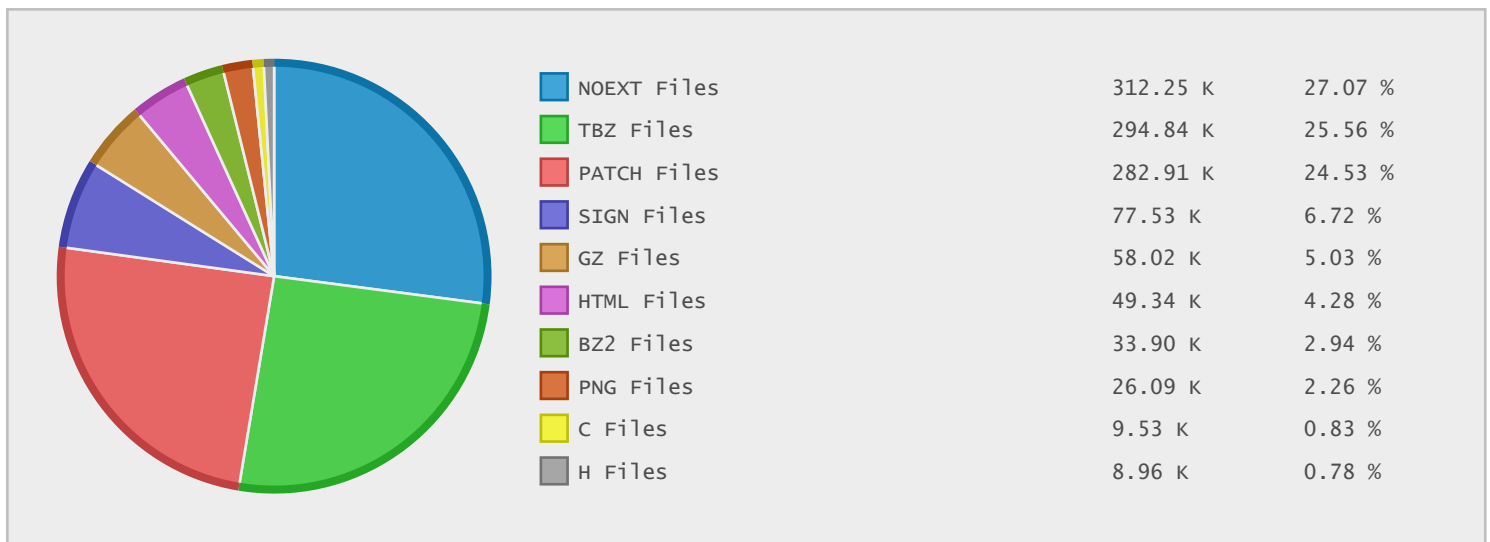 NOEXT Files 312.25 K 27.07 %
TBZ Files 294.84 K 25.56 %
PATCH Files 282.91 K 24.53 %
SIGN Files 77.53 K 6.72 %
GZ Files 58.02 K 5.03 %
HTML Files 49.34 K 4.28 %
BZ2 Files 33.90 K 2.94 %
PNG Files 26.09 K 2.26 %
C Files 9.53 K 0.83 %
H Files 8.96 K 0.78 %